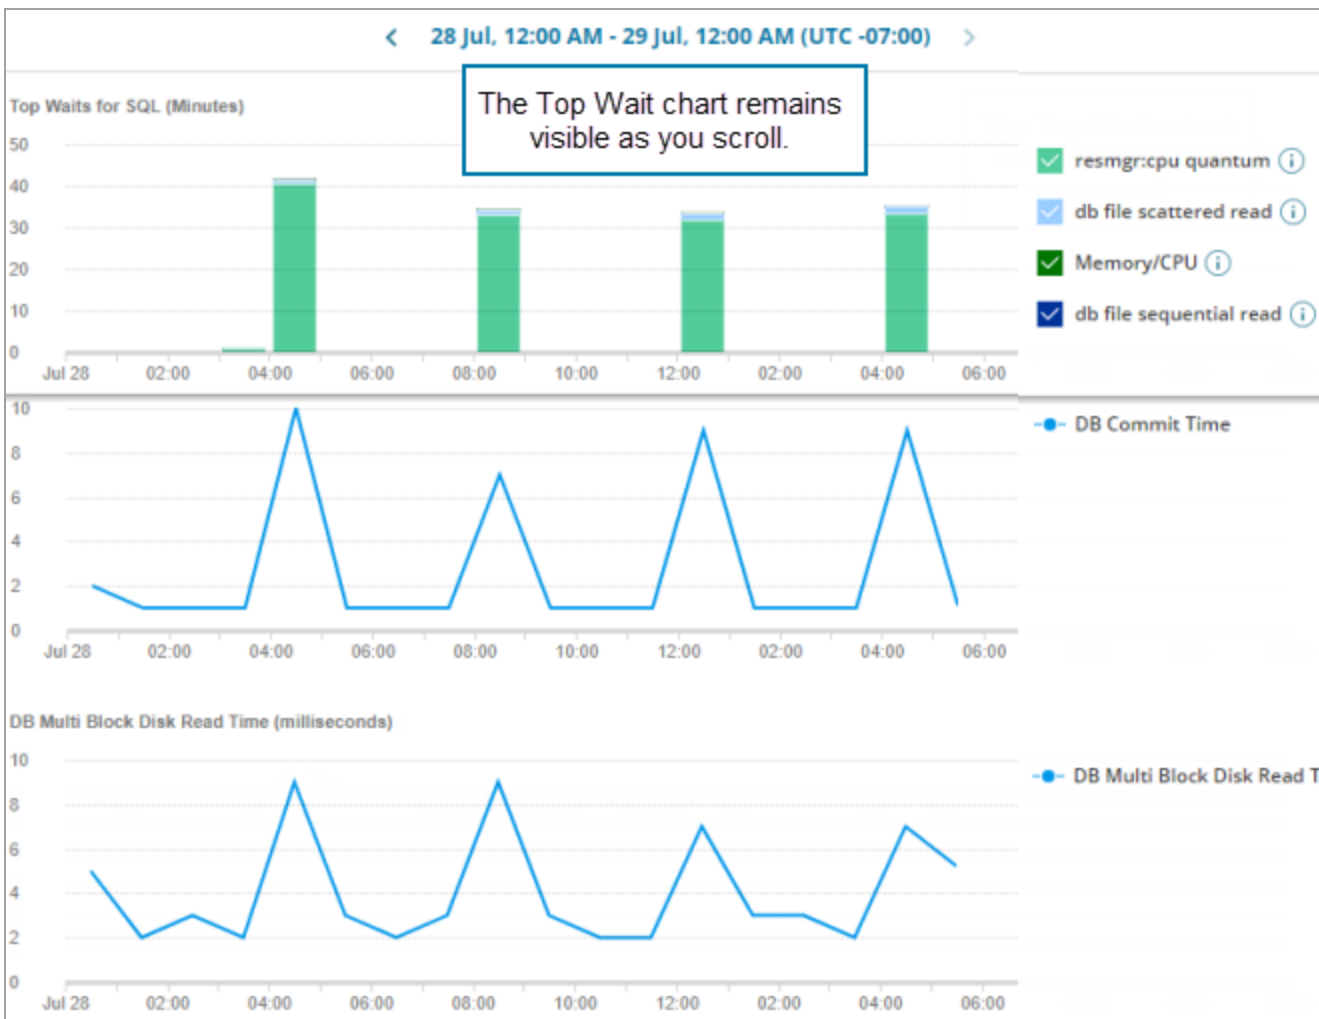 28 Jul, 12:00 AM - 29 Jul, 12:00 AM (UTC -07:00)
The Top Wait chart remains
visible as you scroll.
Top Waits for SQL (Minutes)
50
40
30
20
10
0
Jul 28 02:00 04:00 06:00 08:00 10:00 12:00 02:00 04:00 06:00
resmgr:cpu quantum
db file scattered read
Memory/CPU
db file sequential read
10
8
6
4
2
0
Jul 28 02:00 04:00 06:00 08:00 10:00 12:00 02:00 04:00 06:00
DB Commit Time
DB Multi Block Disk Read Time (milliseconds)
10
8
6
4
2
0
Jul 28 02:00 04:00 06:00 08:00 10:00 12:00 02:00 04:00 06:00
DB Multi Block Disk Read T